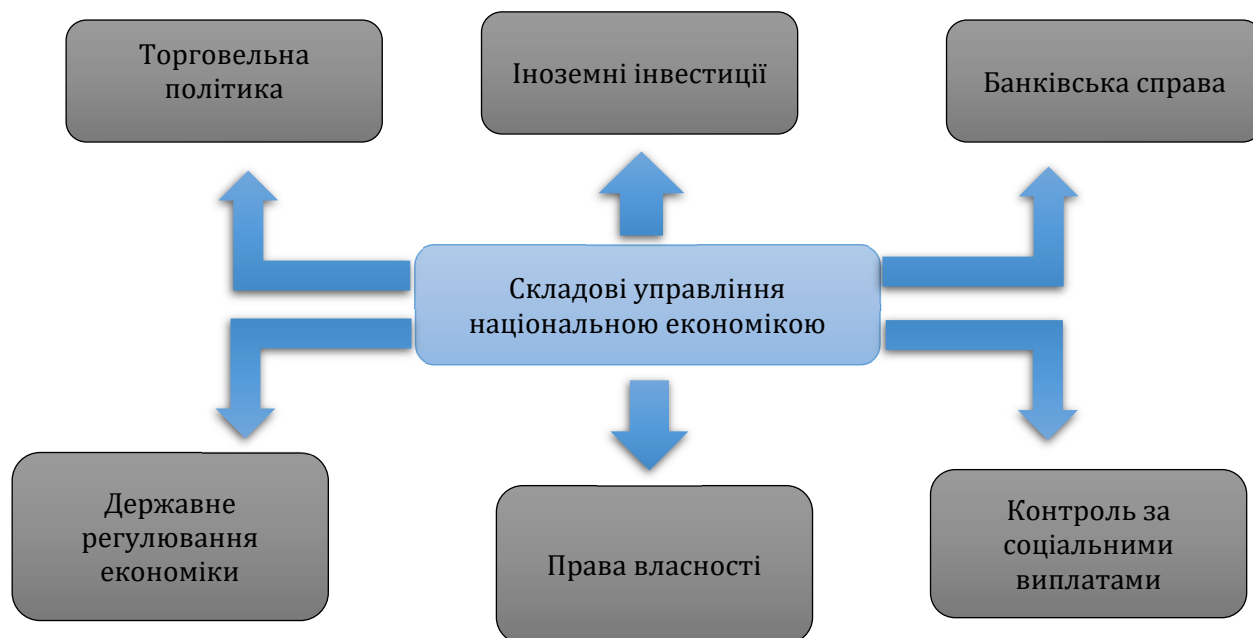 Торговельна
політика
Іноземні інвестиції
Банківська справа
Складові управління
національною економікою
Державне
регулювання
економіки
Права власності
Контроль за
соціальними
виплатами